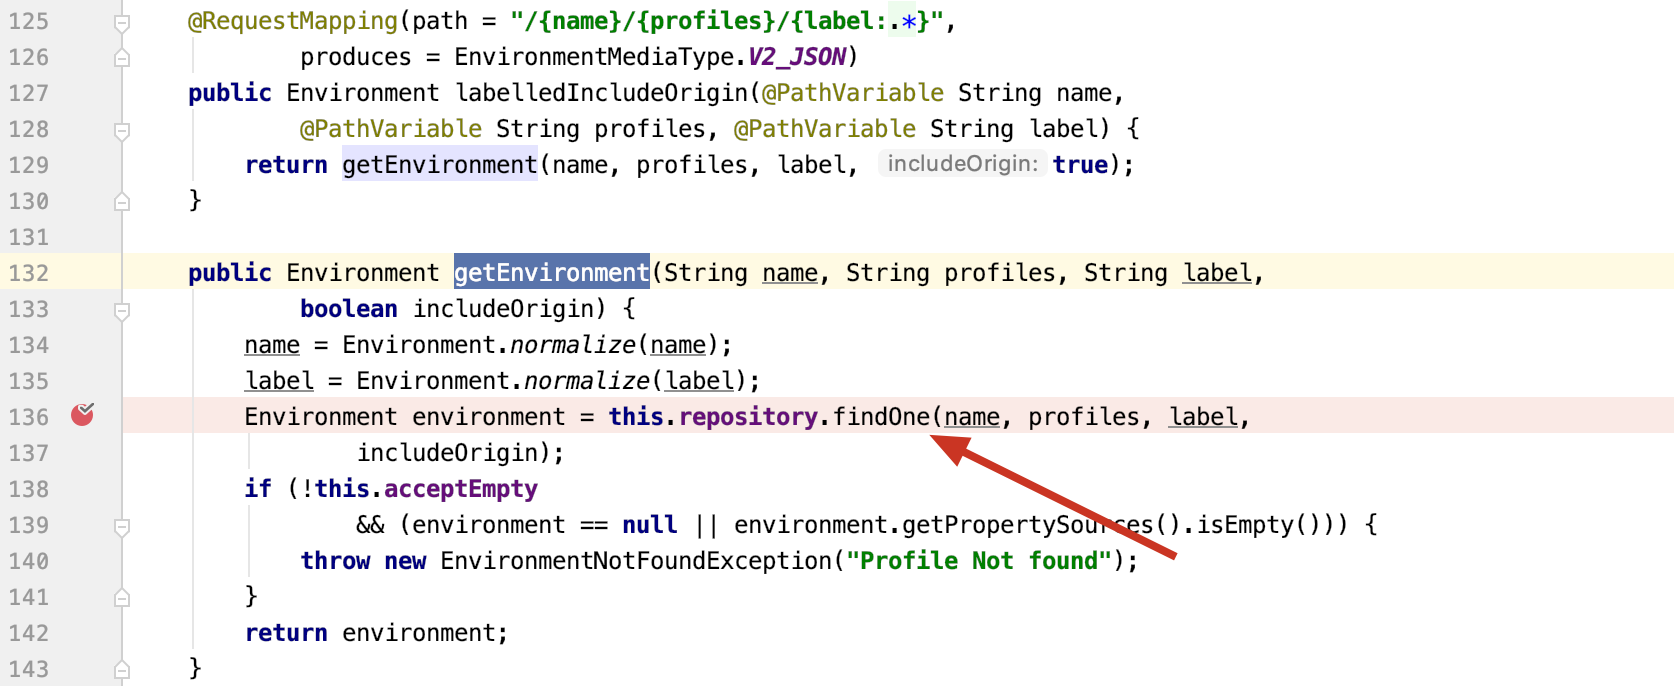 125 @RequestMapping(path = "/{name}/{profiles}/{label:.*}",
126 produces = EnvironmentMediaType.V2_JSON)
127 public Environment labelledIncludeOrigin(@PathVariable String name,
128 @PathVariable String profiles, @PathVariable String label) {
129 return getEnvironment(name, profiles, label, includeOrigin: true);
130 }
131
132 public Environment getEnvironment(String name, String profiles, String label,
133 boolean includeOrigin) {
134 name = Environment.normalize(name);
135 label = Environment.normalize(label);
136 Environment environment = this.repository.findOne(name, profiles, label,
137 includeOrigin);
138 if (!this.acceptEmpty
139 && (environment == null || environment.getPropertySources().isEmpty())) {
140 throw new EnvironmentNotFoundException("Profile Not found");
141 }
142 return environment;
143 }